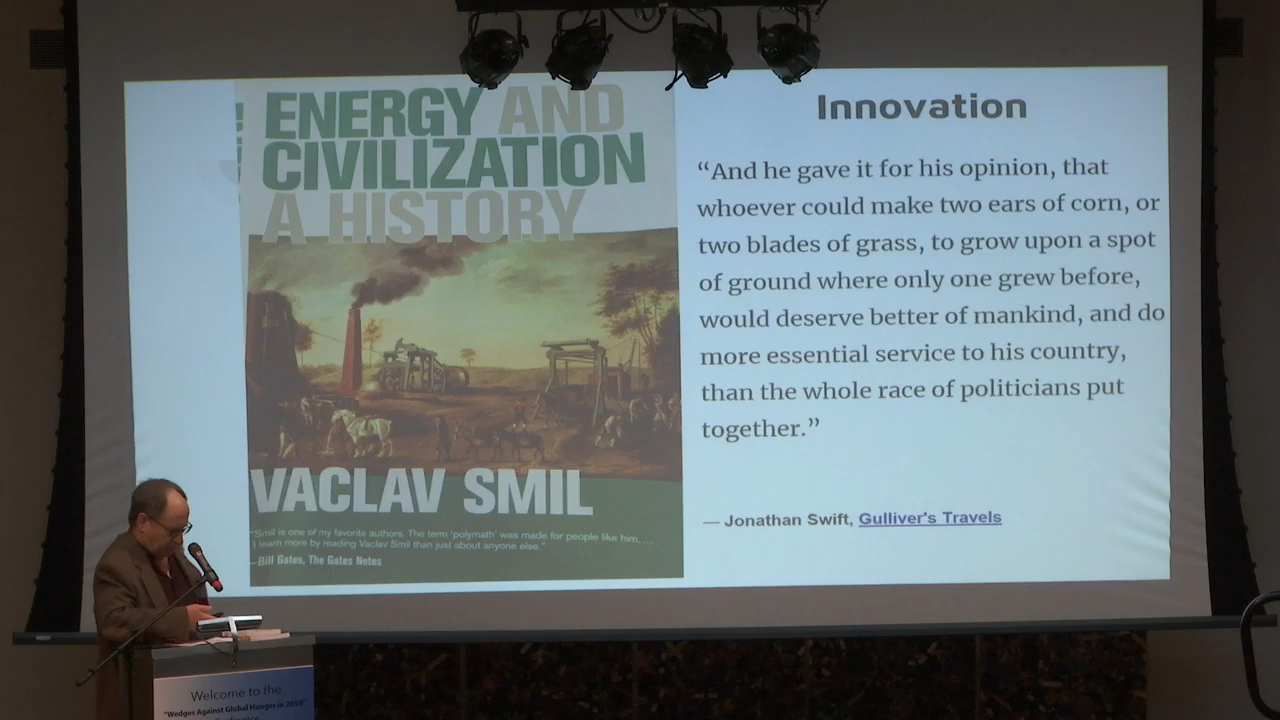 ENERGY AND
CIVILIZATION
A HISTORY
VACLAV SMIL
"Smil is one of my favorite authors. The term 'polymath' was made for people like him....
I learn more by reading Vaclav Smil than just about anyone else."
—Bill Gates, The Gates Notes
Innovation
“And he gave it for his opinion, that
whoever could make two ears of corn, or
two blades of grass, to grow upon a spot
of ground where only one grew before,
would deserve better of mankind, and do
more essential service to his country,
than the whole race of politicians put
together.”
— Jonathan Swift, Gulliver's Travels
Welcome to the
"Wedges Against Global Hunger in 2050"
Conference